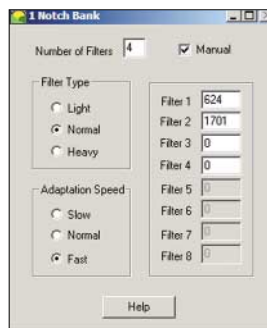 1 Notch Bank
Number of Filters 4 Manual
Filter Type
Light
Normal
Heavy
Adaptation Speed
Slow
Normal
Fast
Filter 1 624
Filter 2 1701
Filter 3 0
Filter 4 0
Filter 5 0
Filter 6 0
Filter 7 0
Filter 8 0
Help